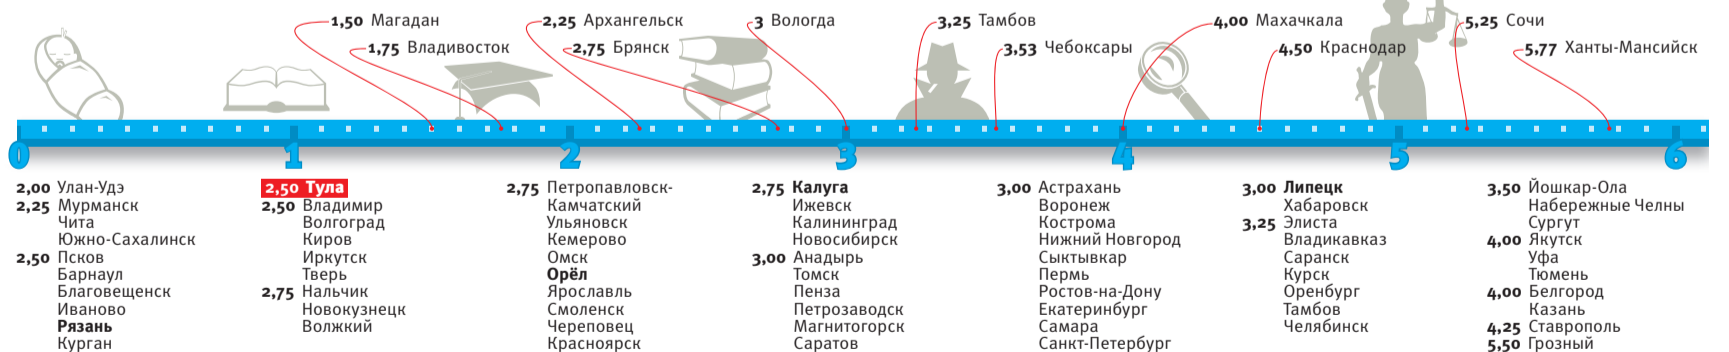 1,50 Магадан
1,75 Владивосток
2,25 Архангельск
2,75 Брянск
3 Вологда
3,25 Тамбов
3,53 Чебоксары
4,00 Махачкала
4,50 Краснодар
5,25 Сочи
5,77 Ханты-Мансийск
0 1 2 3 4 5 6
2,00 Улан-Удэ
2,25 Мурманск
Чита
Южно-Сахалинск
2,50 Псков
Барнаул
Благовещенск
Иваново
Рязань
Курган
2,50 Тула
2,50 Владимир
Волгоград
Киров
Иркутск
Тверь
2,75 Нальчик
Новокузнецк
Волжкий
2,75 Петропавловск-
Камчатский
Ульяновск
Кемерово
Омск
Орёл
Ярославль
Смоленск
Череповец
Красноярск
2,75 Калуга
Ижевск
Калининград
Новосибирск
3,00 Анадырь
Томск
Пенза
Петрозаводск
Магнитогорск
Саратов
3,00 Астрахань
Воронеж
Кострома
Нижний Новгород
Сыктывкар
Пермь
Ростов-на-Дону
Екатеринбург
Самара
Санкт-Петербург
3,00 Липецк
Хабаровск
3,25 Элиста
Владикавказ
Саранск
Курск
Оренбург
Тамбов
Челябинск
3,50 Йошкар-Ола
Набережные Челны
Сургут
4,00 Якутск
Уфа
Тюмень
4,00 Белгород
Казань
4,25 Ставрополь
5,50 Грозный